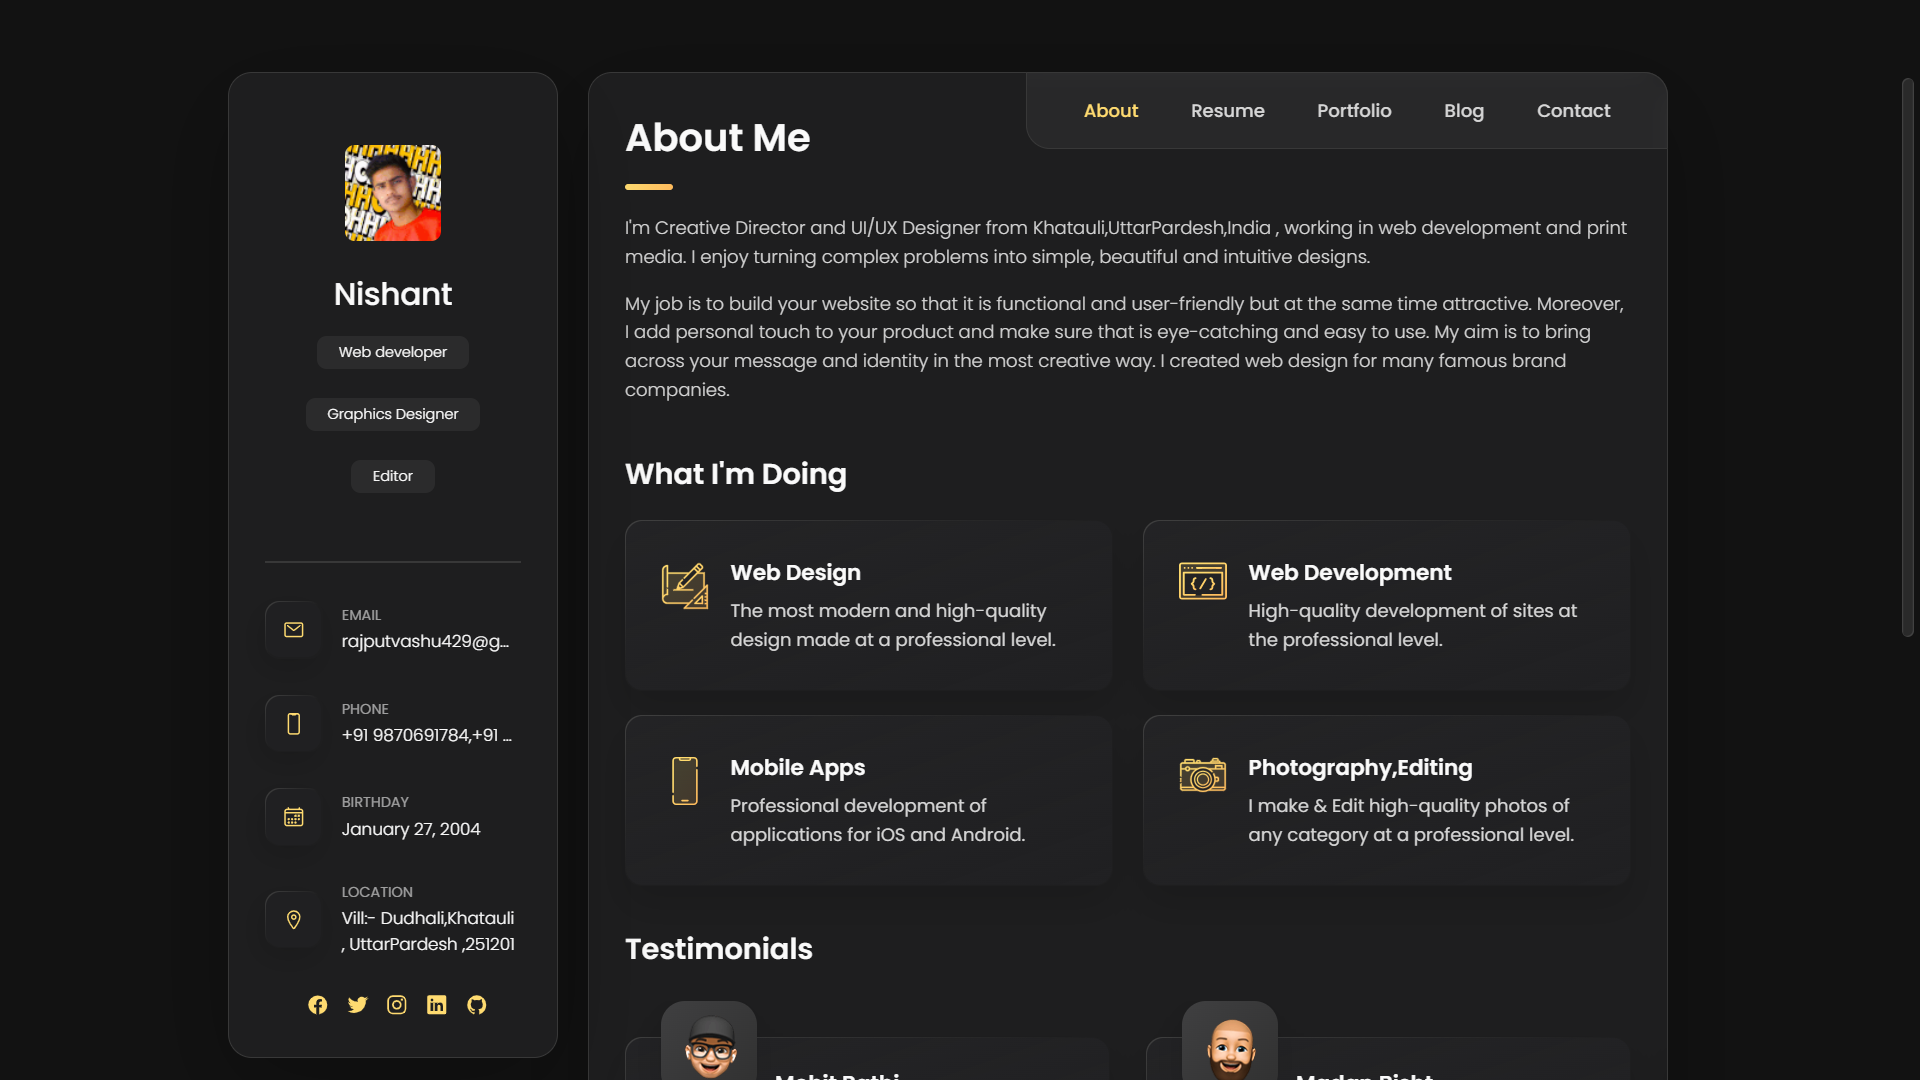 Nishant
Web developer
Graphics Designer
Editor
EMAIL
rajputvashu429@g...
PHONE
+91 9870691784,+91 ...
BIRTHDAY
January 27, 2004
LOCATION
Vill:- Dudhali,Khatauli
, UttarPardesh ,251201
About
Resume
Portfolio
Blog
Contact
About Me
I'm Creative Director and UI/UX Designer from Khatauli,UttarPardesh,India , working in web development and print
media. I enjoy turning complex problems into simple, beautiful and intuitive designs.
My job is to build your website so that it is functional and user-friendly but at the same time attractive. Moreover,
I add personal touch to your product and make sure that is eye-catching and easy to use. My aim is to bring
across your message and identity in the most creative way. I created web design for many famous brand
companies.
What I'm Doing
Web Design
The most modern and high-quality
design made at a professional level.
Web Development
High-quality development of sites at
the professional level.
Mobile Apps
Professional development of
applications for iOS and Android.
Photography,Editing
I make & Edit high-quality photos of
any category at a professional level.
Testimonials
Mohit Rathi
Madan Bisht